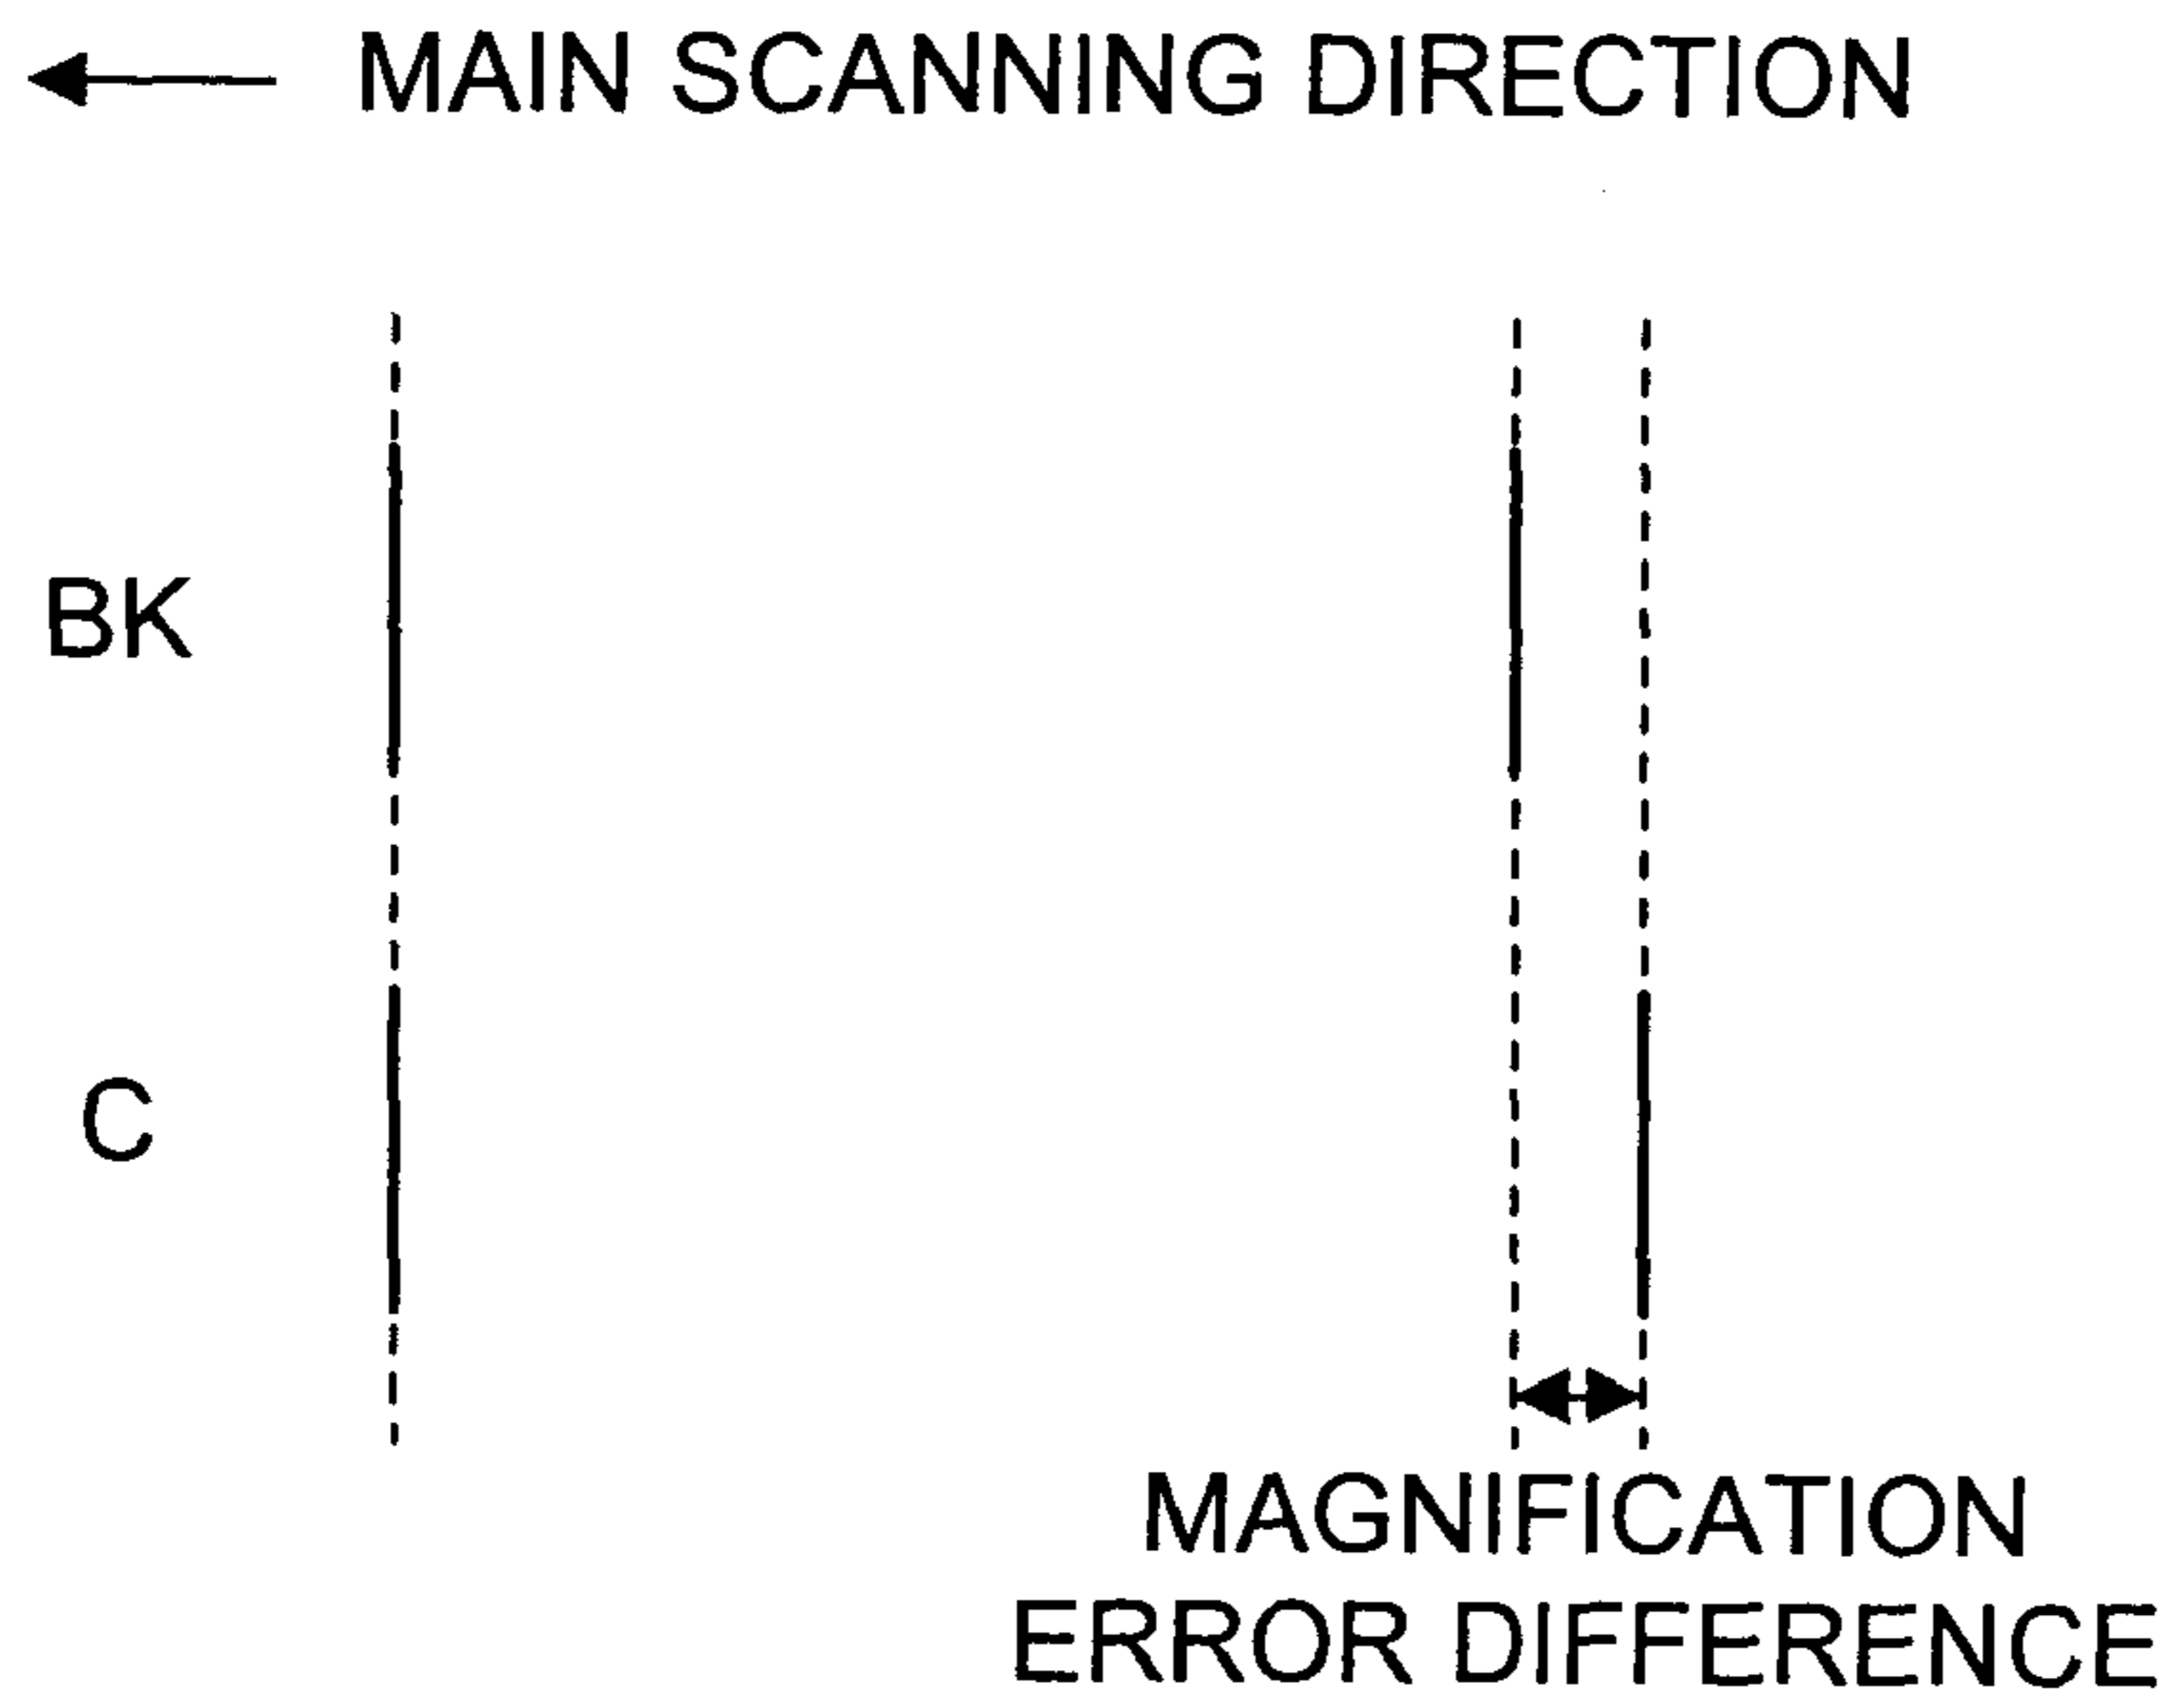 MAIN SCANNING DIRECTION
BK
C
MAGNIFICATION
ERROR DIFFERENCE